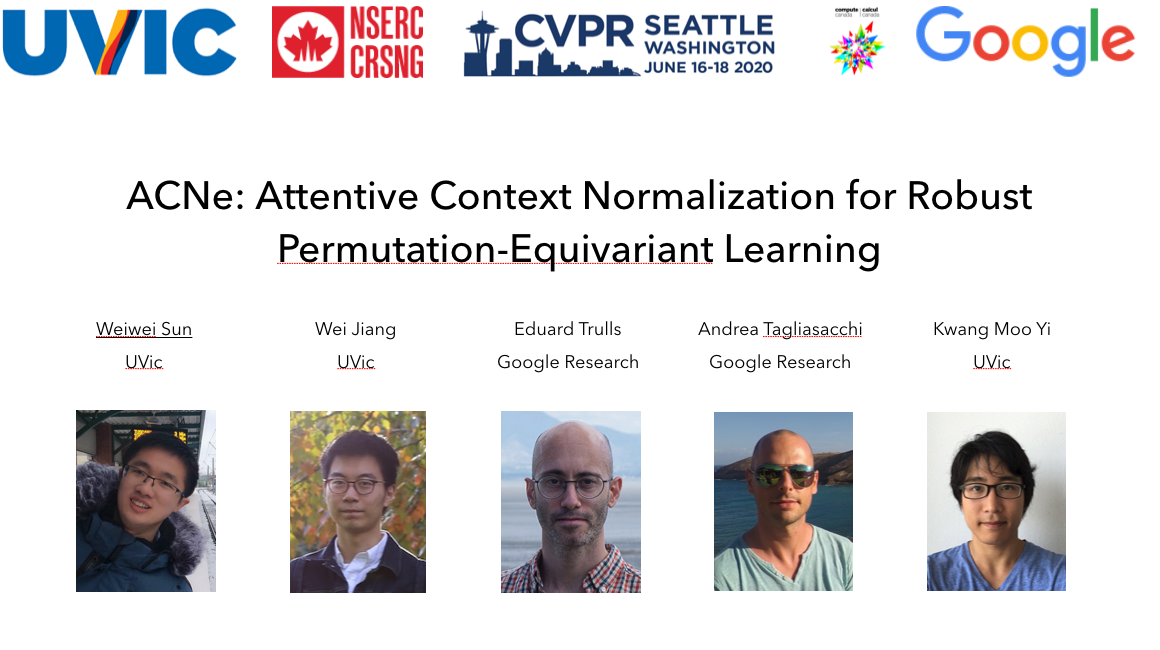 UVIC
NSERC
CRSNG
CVPR SEATTLE
WASHINGTON
JUNE 16-18 2020
compute | calcul
canada | canada
Google
ACNe: Attentive Context Normalization for Robust
Permutation-Equivariant Learning
Weiwei Sun
UVic
Wei Jiang
UVic
Eduard Trulls
Google Research
Andrea Tagliasacchi
Google Research
Kwang Moo Yi
UVic